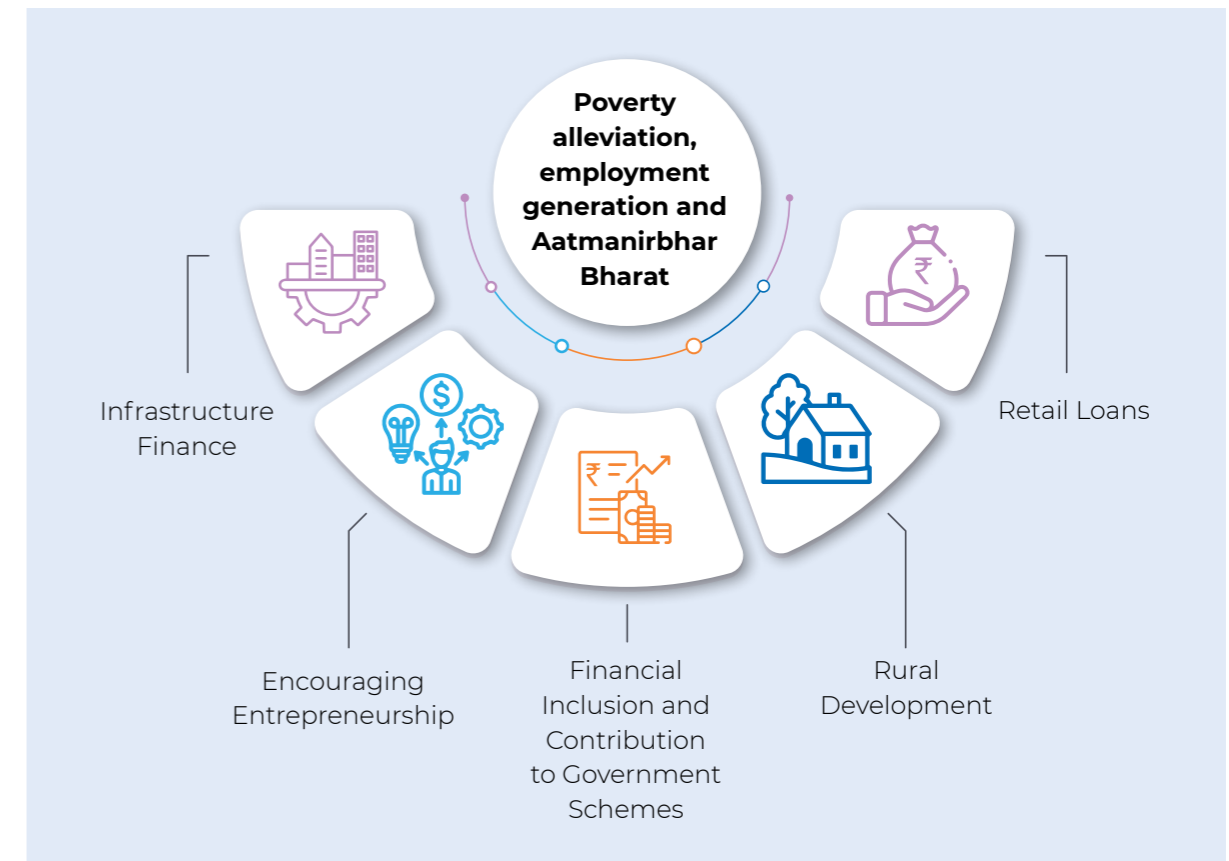 Poverty
alleviation,
employment
generation and
Aatmanirbhar
Bharat
₹
$
₹
Infrastructure
Finance
Encouraging
Entrepreneurship
Financial
Inclusion and
Contribution
to Government
Schemes
Rural
Development
Retail Loans